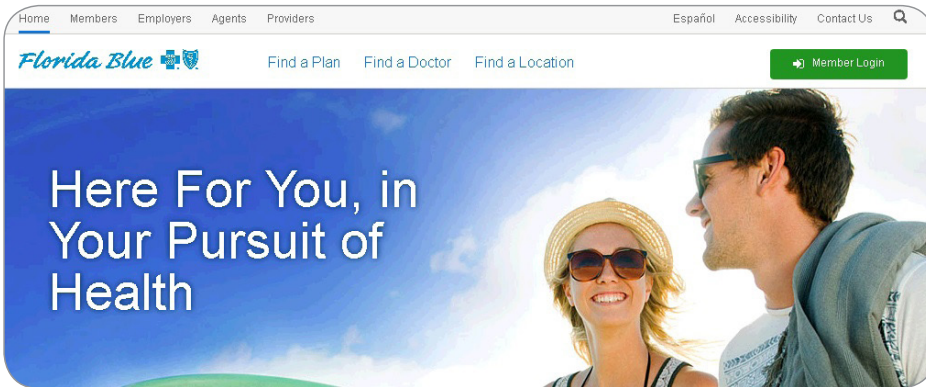 Home Members Employers Agents Providers Español Accessibility Contact Us
Florida Blue Find a Plan Find a Doctor Find a Location Member Login
Here For You, in
Your Pursuit of
Health